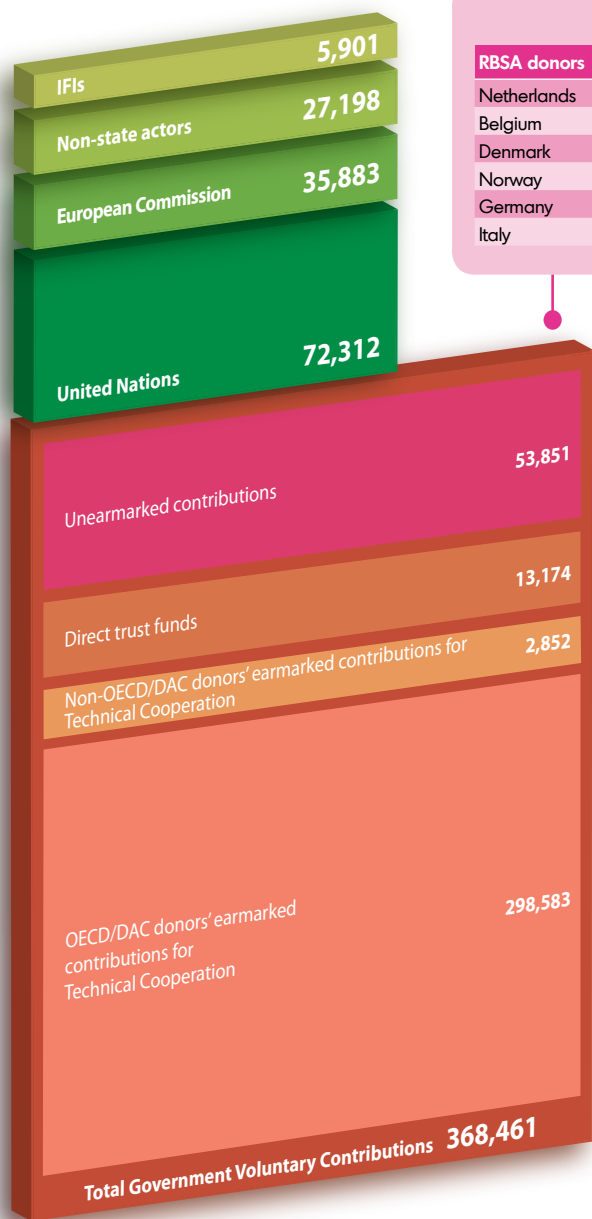 IFIs 5,901
Non-state actors 27,198
European Commission 35,883
United Nations 72,312
RBSA donors
Netherlands
Belgium
Denmark
Norway
Germany
Italy
Unearmarked contributions 53,851
Direct trust funds 13,174
Non-OECD/DAC donors' earmarked contributions for 2,852
Technical Cooperation
OECD/DAC donors' earmarked 298,583
contributions for
Technical Cooperation
Total Government Voluntary Contributions 368,461